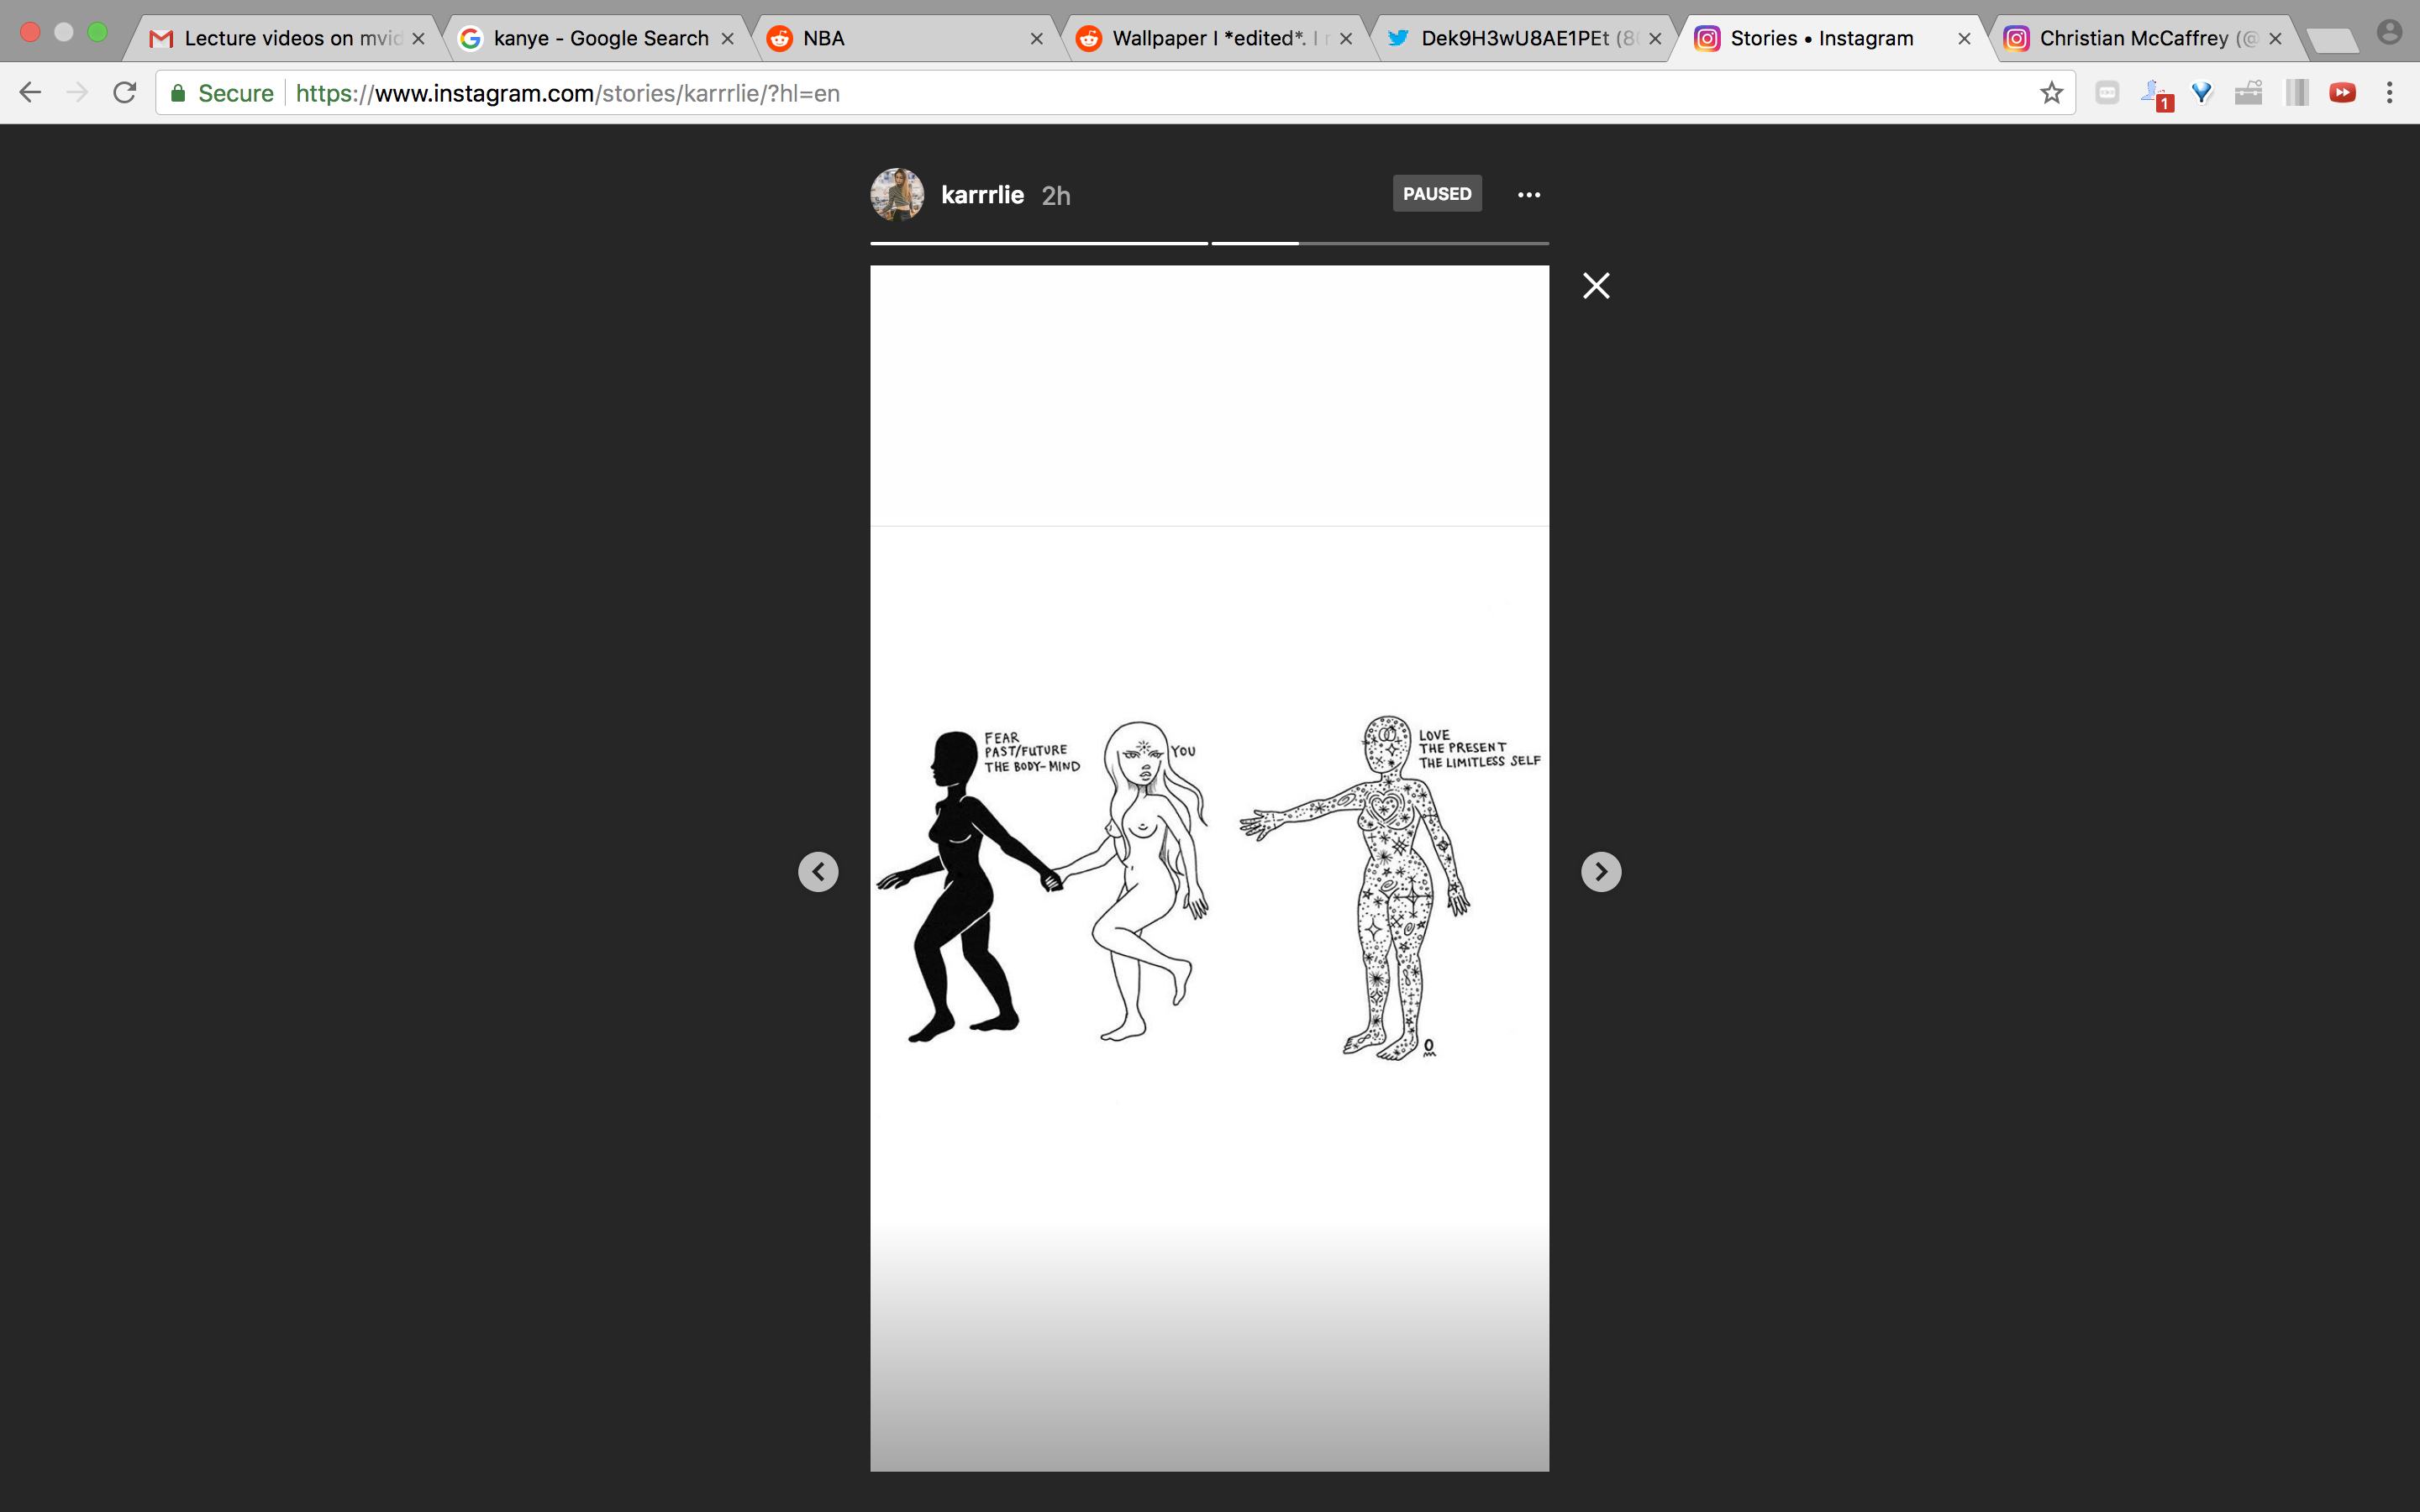 Lecture videos on mvid
kanye - Google Search
NBA
Wallpaper I *edited*. I
Dek9H3wU8AE1PEt (8
Stories • Instagram
Christian McCaffrey (@
Secure
https://www.instagram.com/stories/karrrlie/?hl=en
1
karrrlie 2h
PAUSED
FEAR
PAST/FUTURE
THE BODY-MIND
YOU
LOVE
THE PRESENT
THE LIMITLESS SELF